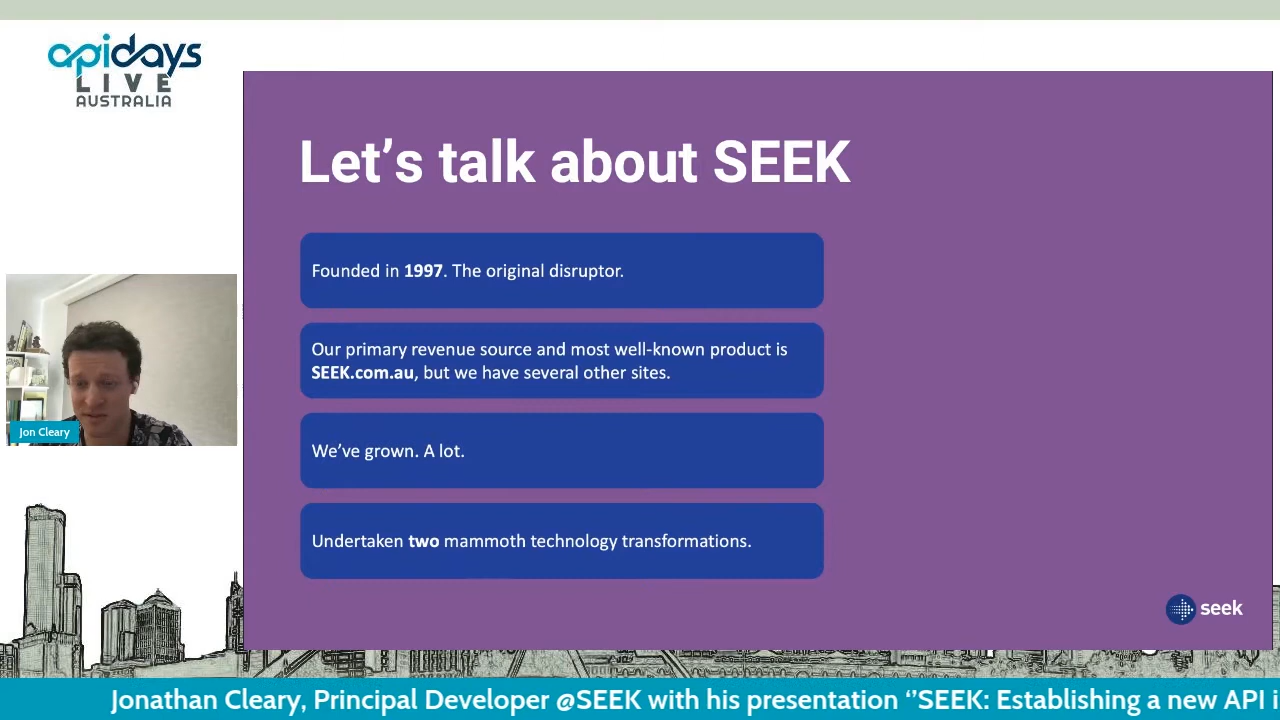 apidays
LIVE
AUSTRALIA
Let’s talk about SEEK
Founded in 1997. The original disruptor.
Our primary revenue source and most well-known product is
SEEK.com.au, but we have several other sites.
We’ve grown. A lot.
Undertaken two mammoth technology transformations.
Jon Cleary
seek
Jonathan Cleary, Principal Developer @SEEK with his presentation “SEEK: Establishing a new API i